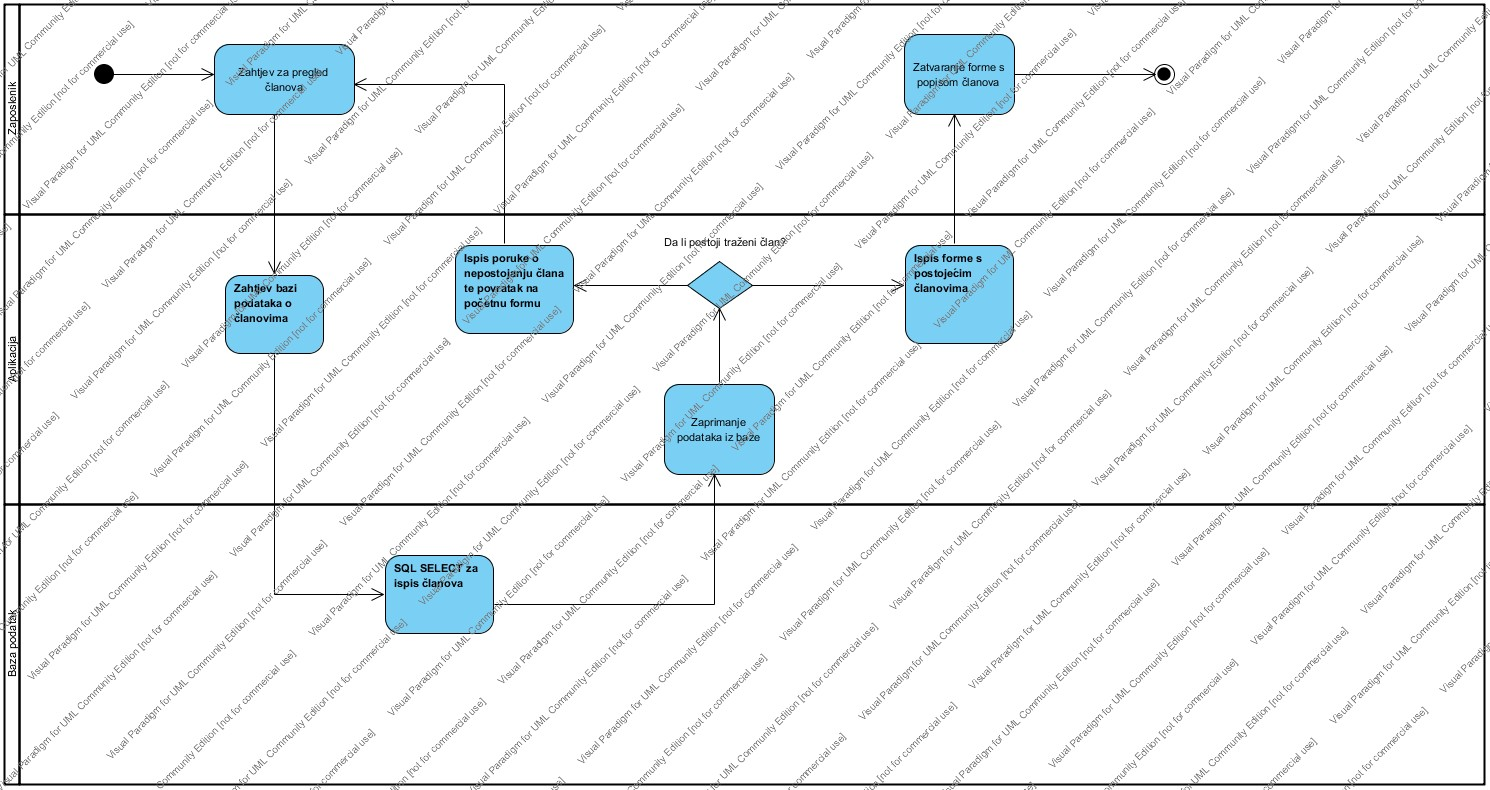 Zaposlenik
Zahtjev za pregled
članova
Zatvaranje forme s
popisom članova
Aplikacija
Da li postoji traženi član?
Zahtjev bazi
podataka o
članovima
Ispis poruke o
nepostojanju člana
te povratak na
početnu formu
Ispis forme s
postojećim
članovima
Zaprimanje
podataka iz baze
Baza podatak
SQL SELECT za
ispis članova
Visual Paradigm for UML Community Edition [not for commercial use]